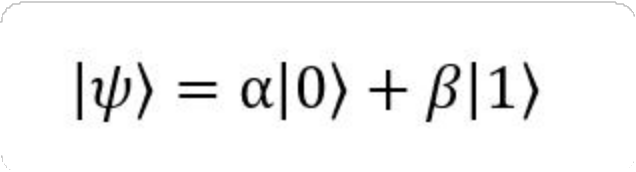 |ψ⟩ = α|0⟩ + β|1⟩